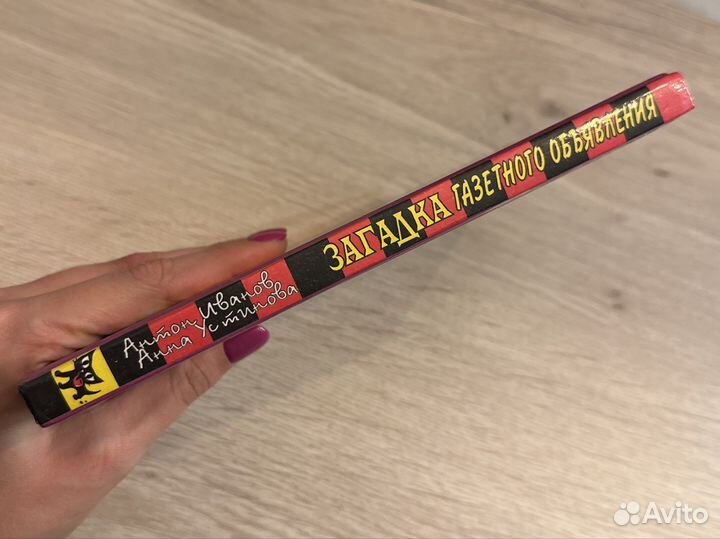 Антон Иванов
Анна Устинова
ЗАГАДКА ГАЗЕТНОГО ОБЪЯВЛЕНИЯ
Avito